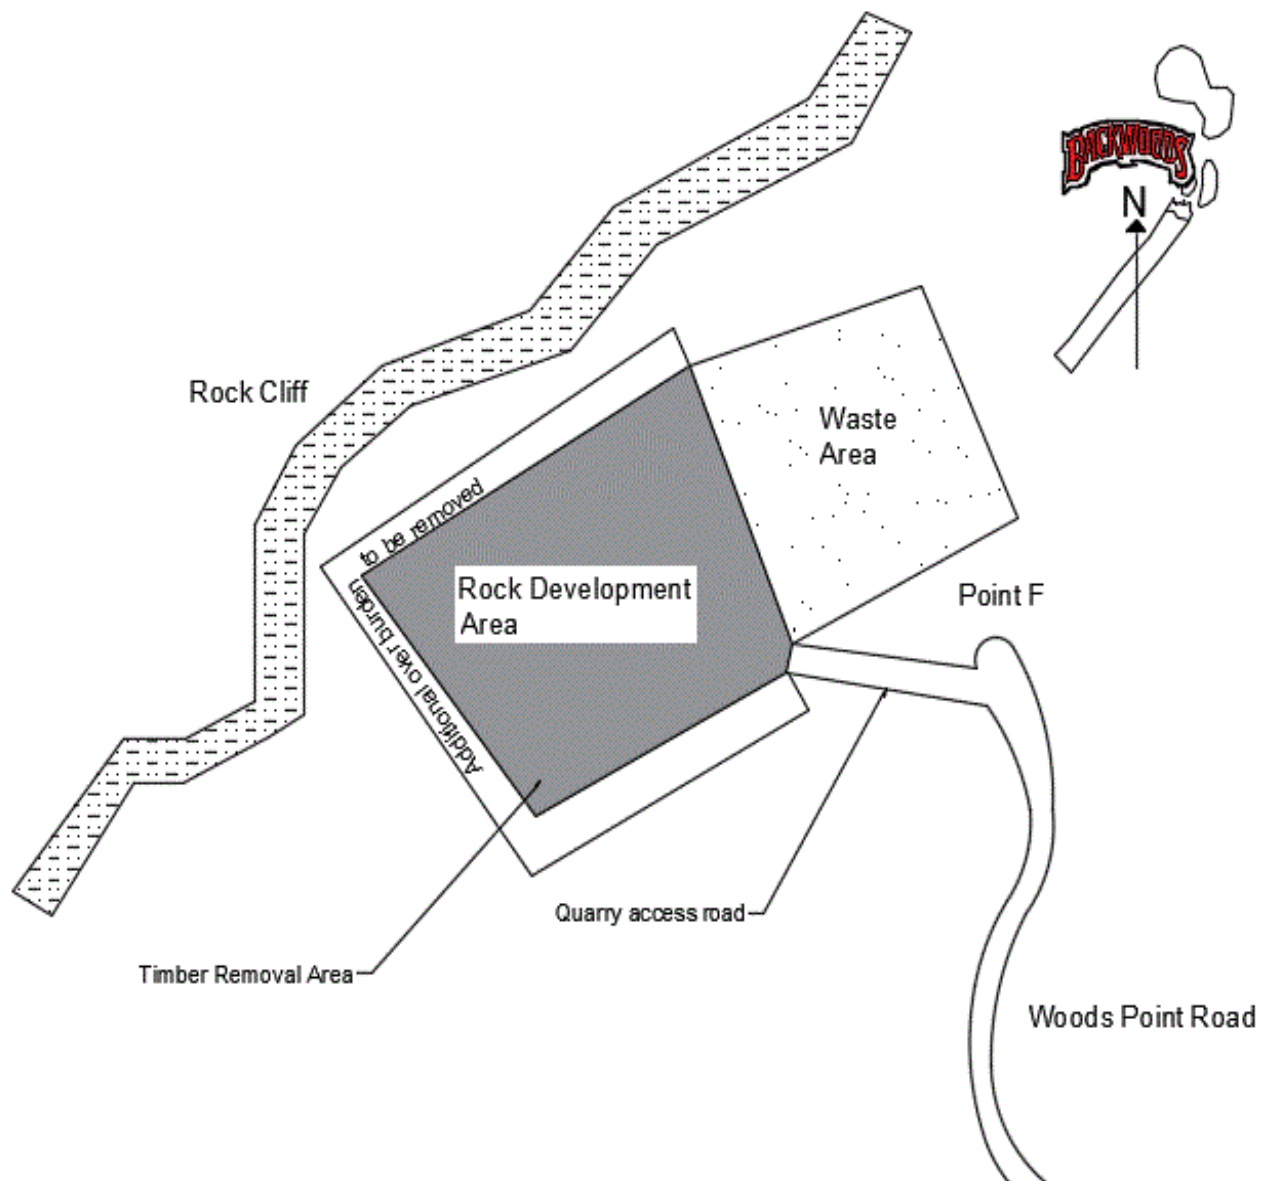 BACKWOODS
N
Rock Cliff
Waste
Area
to be removed
Rock Development
Area
Additional over burden
Point F
Quarry access road
Timber Removal Area
Woods Point Road